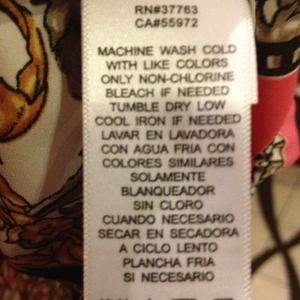 RN#37763
CA#55972
MACHINE WASH COLD
WITH LIKE COLORS
ONLY NON-CHLORINE
BLEACH IF NEEDED
TUMBLE DRY LOW
COOL IRON IF NEEDED
LAVAR EN LAVADORA
CON AGUA FRIA CON
COLORES SIMILARES
SOLAMENTE
BLANQUEADOR
SIN CLORO
CUANDO NECESARIO
SECAR EN SECADORA
A CICLO LENTO
PLANCHA FRIA
SI NECESARIO